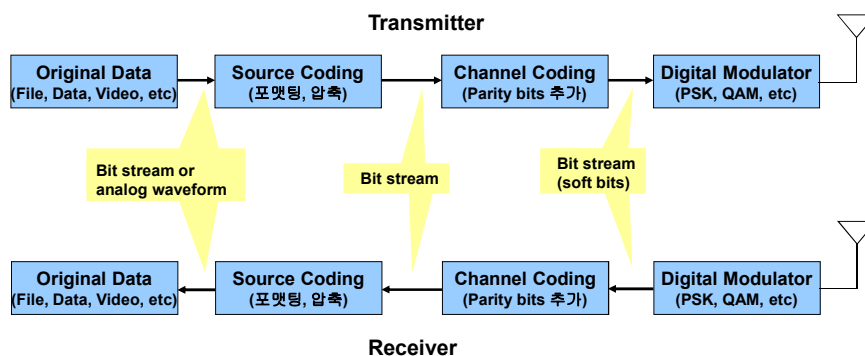 Transmitter
Original Data
(File, Data, Video, etc)
Source Coding
(포맷팅, 압축)
Channel Coding
(Parity bits 추가)
Digital Modulator
(PSK, QAM, etc)
Bit stream or
analog waveform
Bit stream
Bit stream
(soft bits)
Original Data
(File, Data, Video, etc)
Source Coding
(포맷팅, 압축)
Channel Coding
(Parity bits 추가)
Digital Modulator
(PSK, QAM, etc)
Receiver